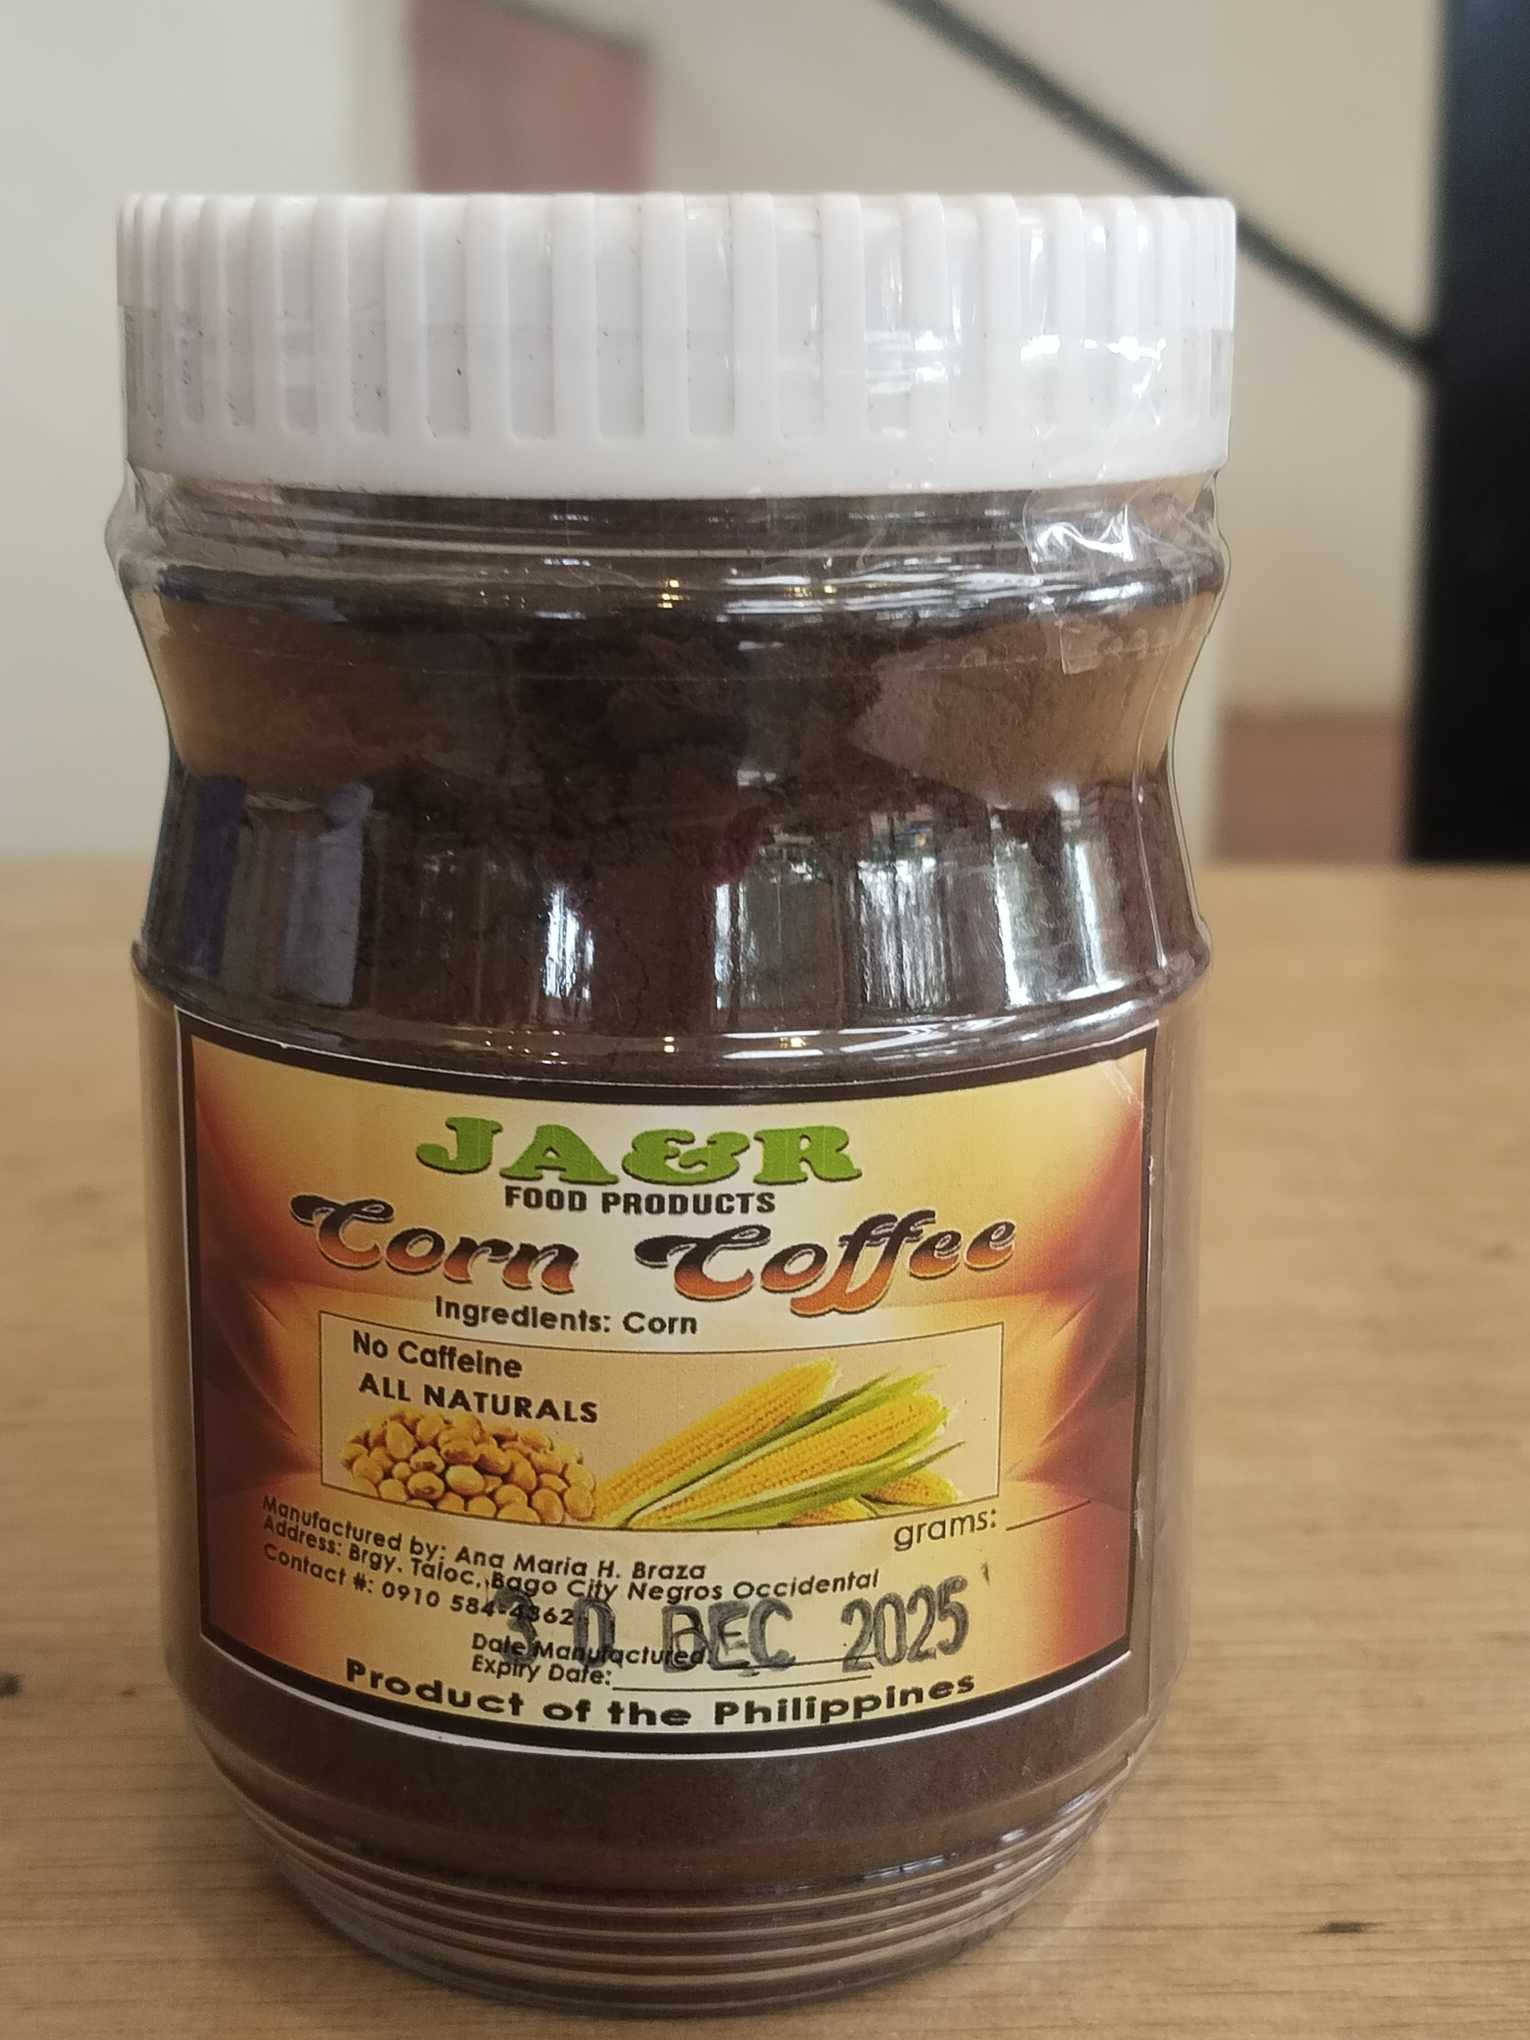 JA&R
FOOD PRODUCTS
Corn Coffee
Ingredients: Corn
No Caffeine
ALL NATURALS
grams:
Manufactured by: Ana Maria H. Braza
Address: Brgy. Taloc, Bago City Negros Occidental
Contact #: 0910 584-4862
30 DEC 2025
Date Manufactured:
Expiry Date:
Product of the Philippines